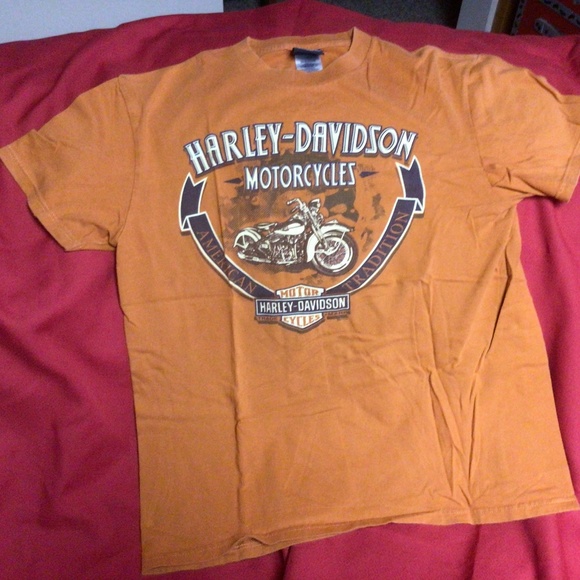 HARLEY-DAVIDSON
MOTORCYCLES
AMERICAN TRADITION
MOTOR
HARLEY-DAVIDSON
CYCLES